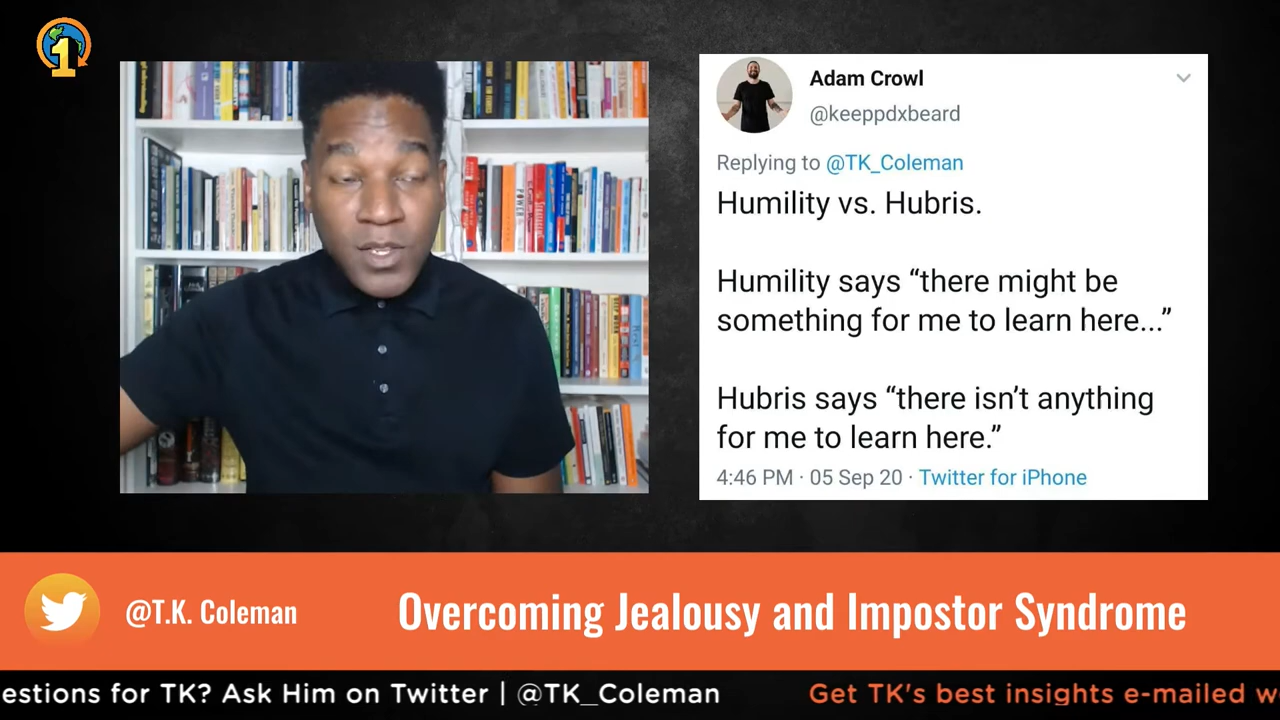 1
Adam Crowl
@keeppdxbeard
Replying to @TK_Coleman
Humility vs. Hubris.
Humility says “there might be
something for me to learn here...”
Hubris says “there isn’t anything
for me to learn here.”
4:46 PM · 05 Sep 20 · Twitter for iPhone
@T.K. Coleman
Overcoming Jealousy and Impostor Syndrome
estions for TK? Ask Him on Twitter | @TK_Coleman
Get TK's best insights e-mailed w